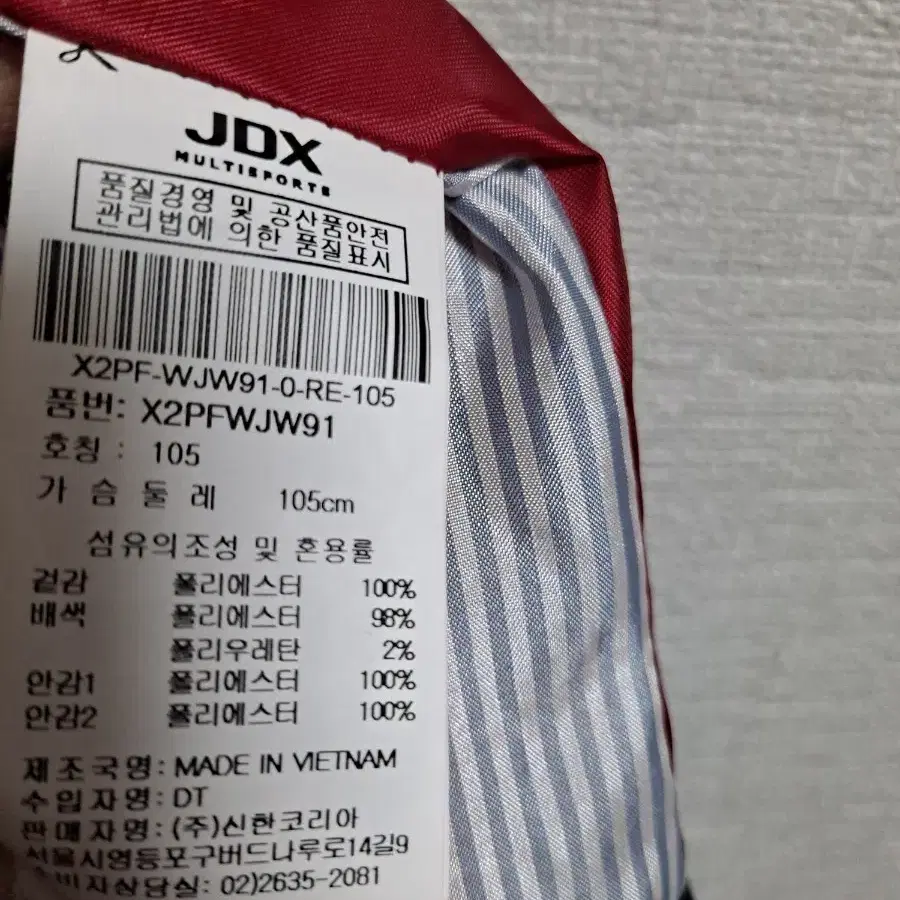 JDX
MULTISPORTS
품질경영 및 공산품안전
관리법에 의한 품질표시
X2PF-WJW91-0-RE-105
품번: X2PFWJW91
호칭 : 105
가 슴 둘 레 105cm
섬유의조성 및 혼용률
겉감 폴리에스터 100%
배색 폴리에스터 98%
폴리우레탄 2%
안감1 폴리에스터 100%
안감2 폴리에스터 100%
제조국명: MADE IN VIETNAM
수입자명: DT
판매자명: (주)신한코리아
서울시영등포구버드나루로14길9
소비자상담실: 02)2635-2081